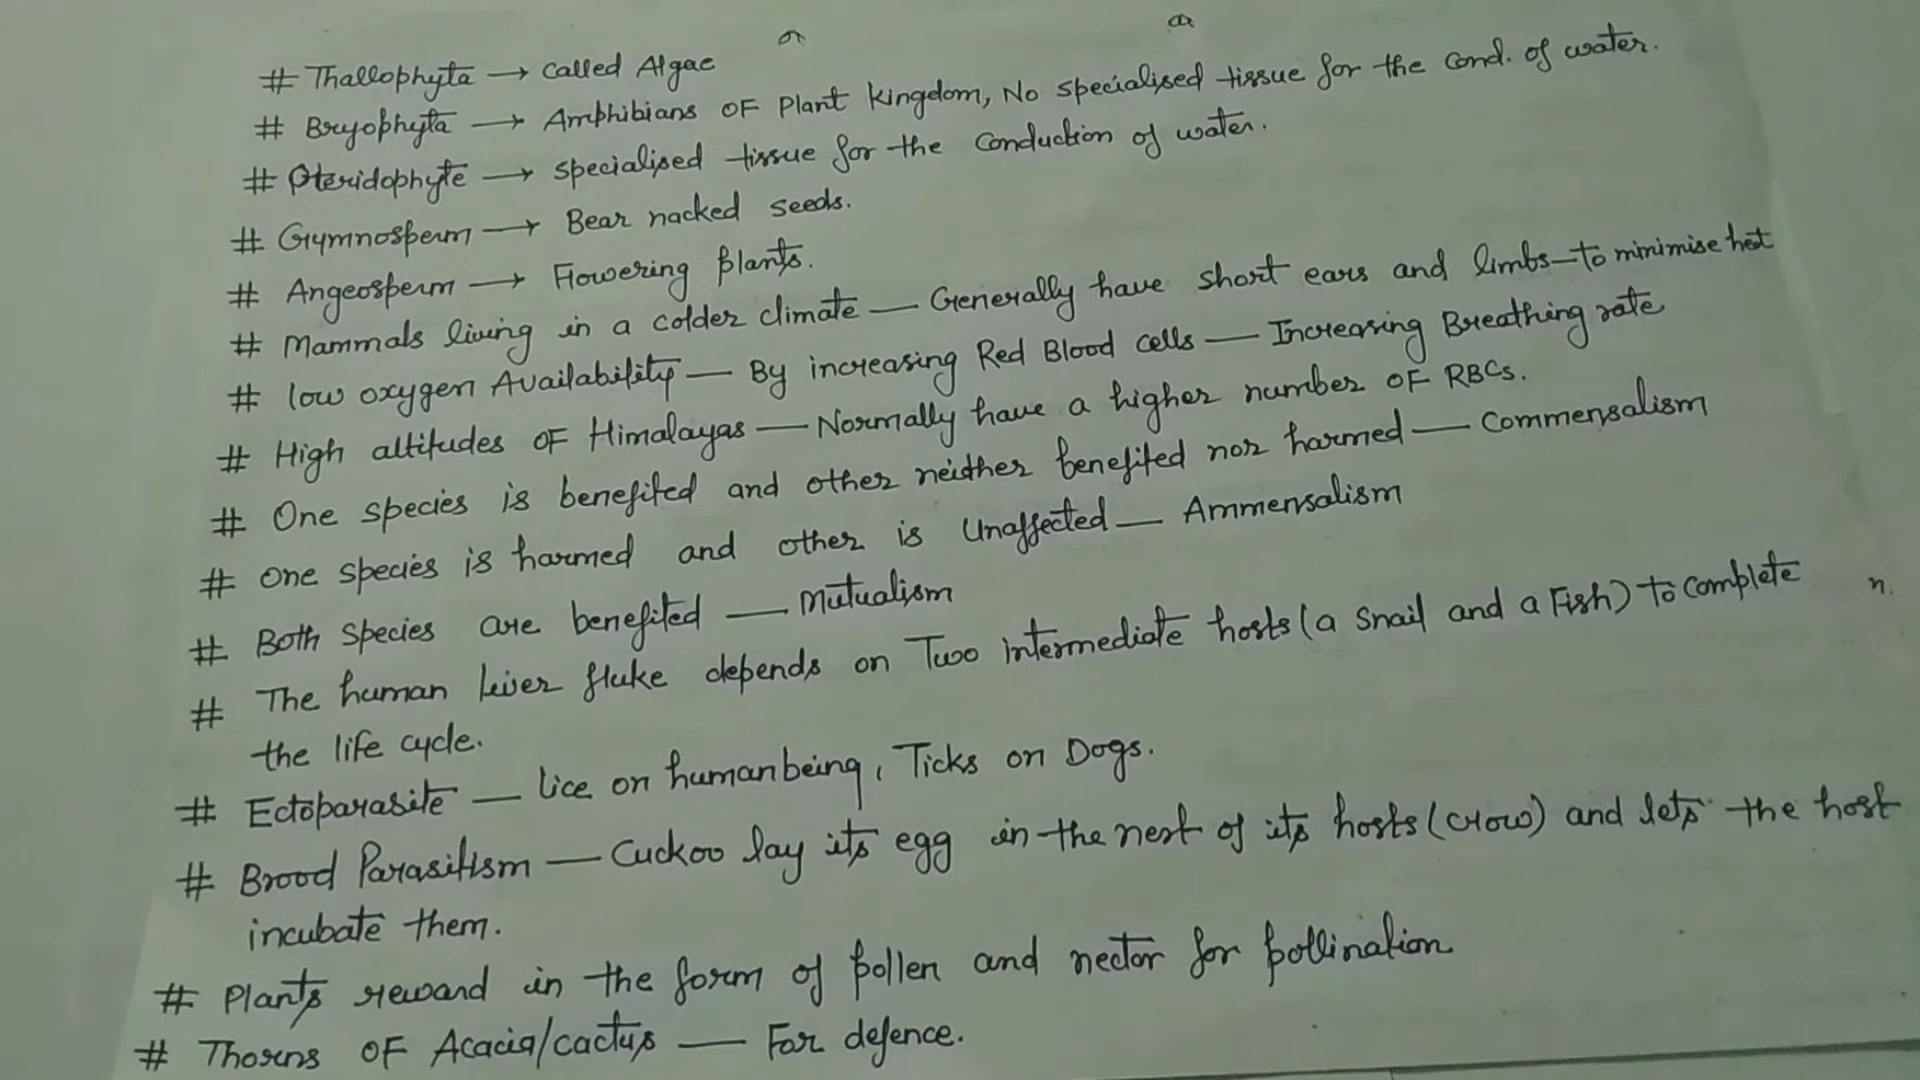 # Thallophyta → Called Algae
# Bryophyta → Amphibians OF Plant Kingdom, No specialised tissue for the Cond. of water.
# Pteridophyte → specialised tissue for the Conduction of water.
# Gymnosperm → Bear nacked seeds.
# Angeosperm → Flowering plants.
# Mammals living in a colder climate — Generally have short ears and limbs — to minimise het
# low oxygen Availability — By increasing Red Blood cells — Increasing Breathing rate
# High altitudes OF Himalayas — Normally have a higher number OF RBCs.
# One species is benefited and other neither benefited nor harmed — Commensalism
# One species is harmed and other is Unaffected — Ammensalism
# Both species are benefited — Mutualism
# The human liver fluke depends on Two intermediate hosts (a snail and a Fish) to complete
the life cycle.
# Ectoparasite — lice on humanbeing, Ticks on Dogs.
# Brood Parasitism — Cuckoo lay its egg in the nest of its hosts (crow) and lets the host
incubate them.
# Plants reward in the form of pollen and nector for pollination
# Thorns OF Acacia/cactus — For defence.